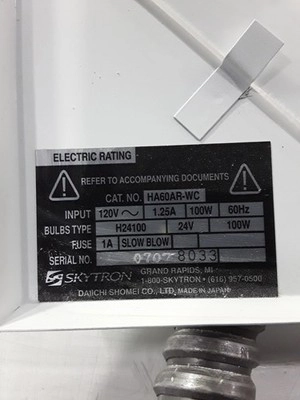 ELECTRIC RATING
REFER TO ACCOMPANYING DOCUMENTS
CAT. NO. HA60AR-WC
INPUT 120V 1.25A 100W 60Hz
BULBS TYPE H24100 24V 100W
FUSE 1A SLOW BLOW
SERIAL NO. 8033
SKYTRON GRAND RAPIDS, MI
1-800-SKYTRON • (616) 957-0500
DAIICHI SHOMEI CO., LTD. MADE IN JAPAN